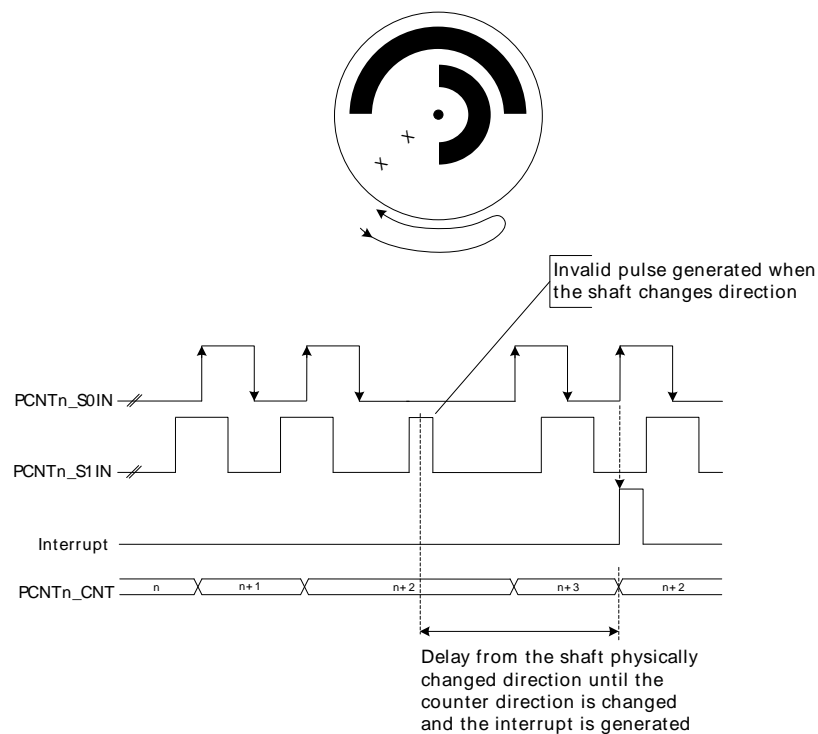 X
X
Invalid pulse generated when
the shaft changes direction
PCNTn_S0IN
PCNTn_S1IN
Interrupt
PCNTn_CNT
n
n+1
n+2
n+3
n+2
Delay from the shaft physically
changed direction until the
counter direction is changed
and the interrupt is generated